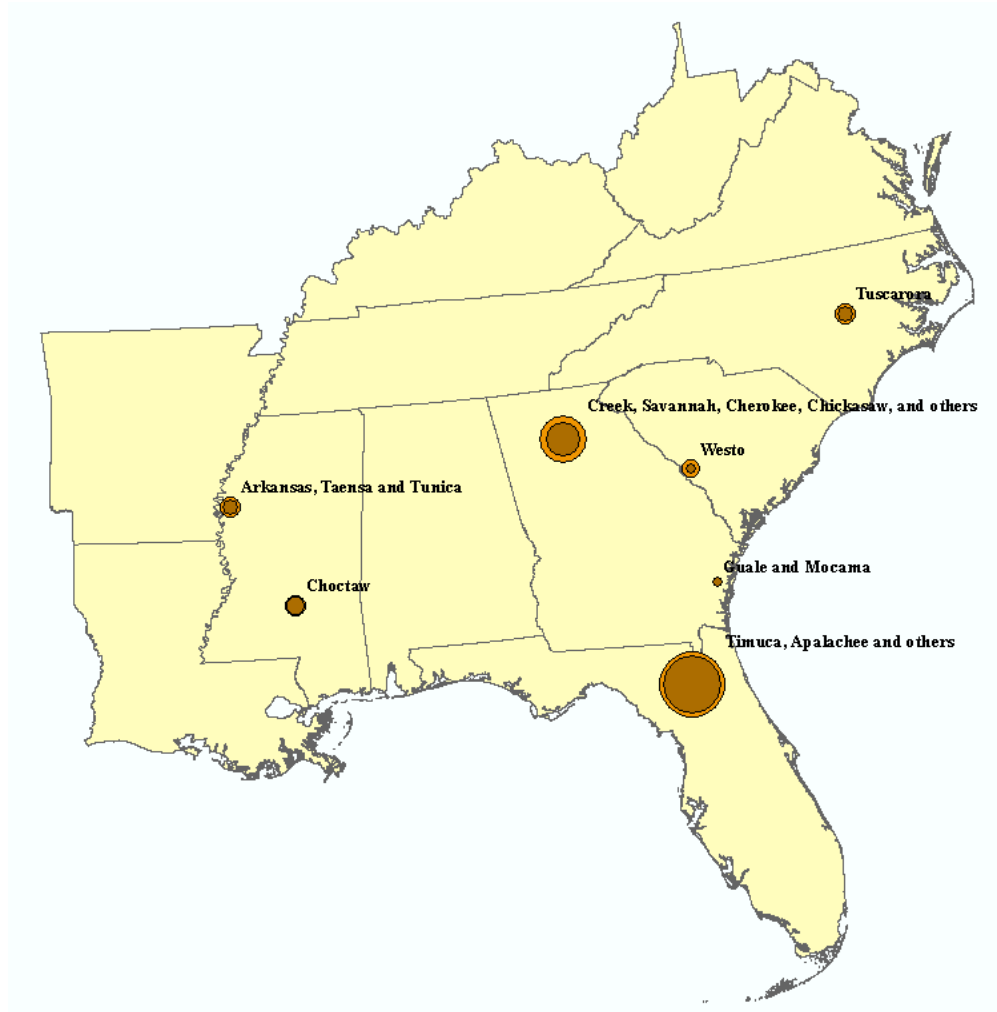 Tuscarora
Creek, Savannah, Cherokee, Chickasaw, and others
Westo
Arkansas, Taensa and Tunica
Guale and Mocama
Choctaw
Timuca, Apalachee and others